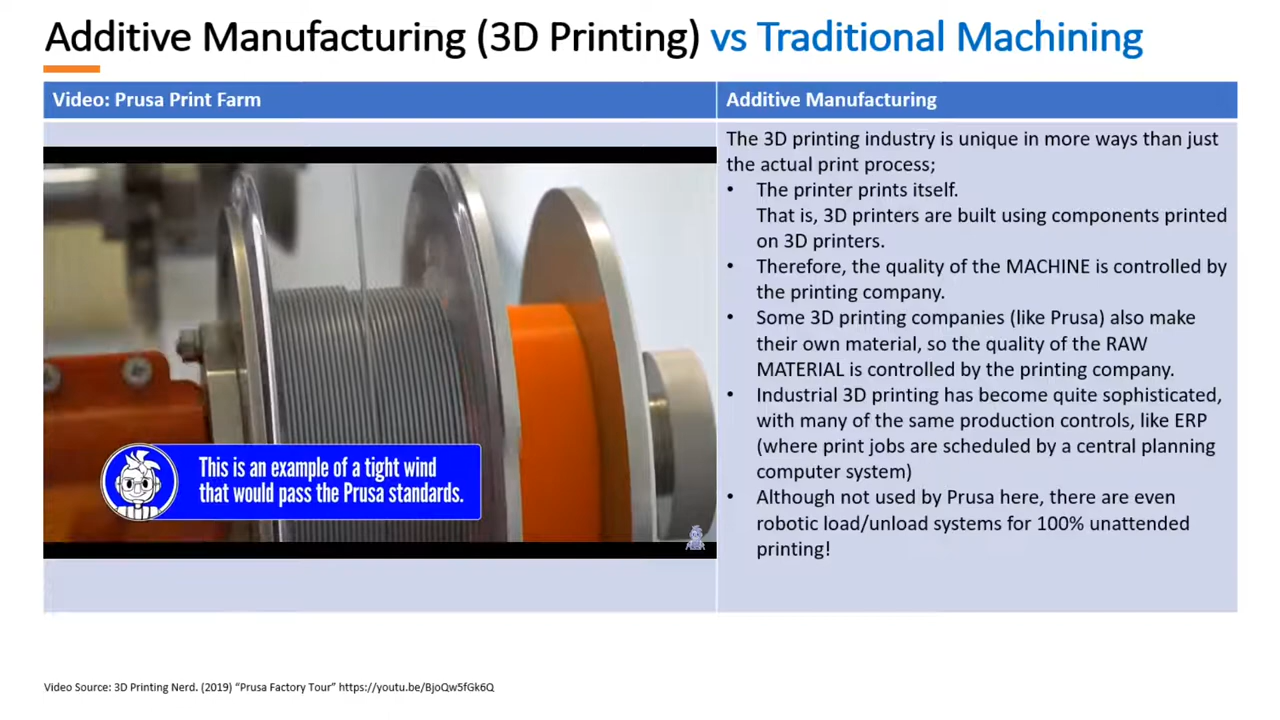 Additive Manufacturing (3D Printing) vs Traditional Machining
Video: Prusa Print Farm
This is an example of a tight wind
that would pass the Prusa standards.
Additive Manufacturing
The 3D printing industry is unique in more ways than just
the actual print process;
• The printer prints itself.
That is, 3D printers are built using components printed
on 3D printers.
• Therefore, the quality of the MACHINE is controlled by
the printing company.
• Some 3D printing companies (like Prusa) also make
their own material, so the quality of the RAW
MATERIAL is controlled by the printing company.
• Industrial 3D printing has become quite sophisticated,
with many of the same production controls, like ERP
(where print jobs are scheduled by a central planning
computer system)
• Although not used by Prusa here, there are even
robotic load/unload systems for 100% unattended
printing!
Video Source: 3D Printing Nerd. (2019) “Prusa Factory Tour” https://youtu.be/BjoQw5fGk6Q